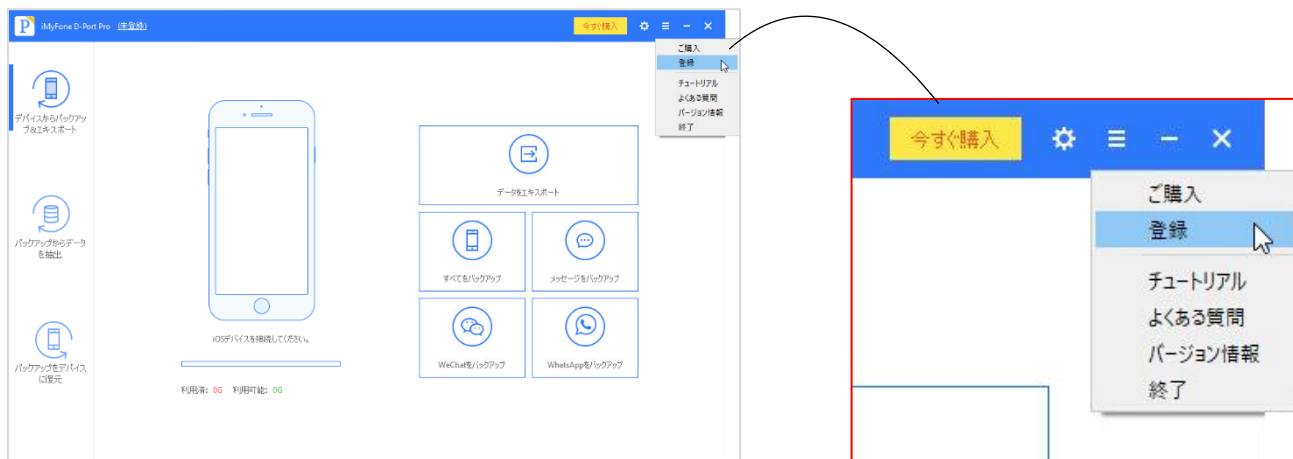 P iMyFone D-Port Pro (未登録)
今すぐ購入
ご購入
登録
チュートリアル
よくある質問
バージョン情報
終了
デバイスからバックアッ
プ&エキスポート
バックアップからデータ
を抽出
バックアップをデバイス
に復元
iOSデバイスを接続してください。
利用済: 0G 利用可能: 0G
データをエキスポート
すべてをバックアップ
メッセージをバックアップ
WeChatをバックアップ
WhatsAppをバックアップ
今すぐ購入
ご購入
登録
チュートリアル
よくある質問
バージョン情報
終了